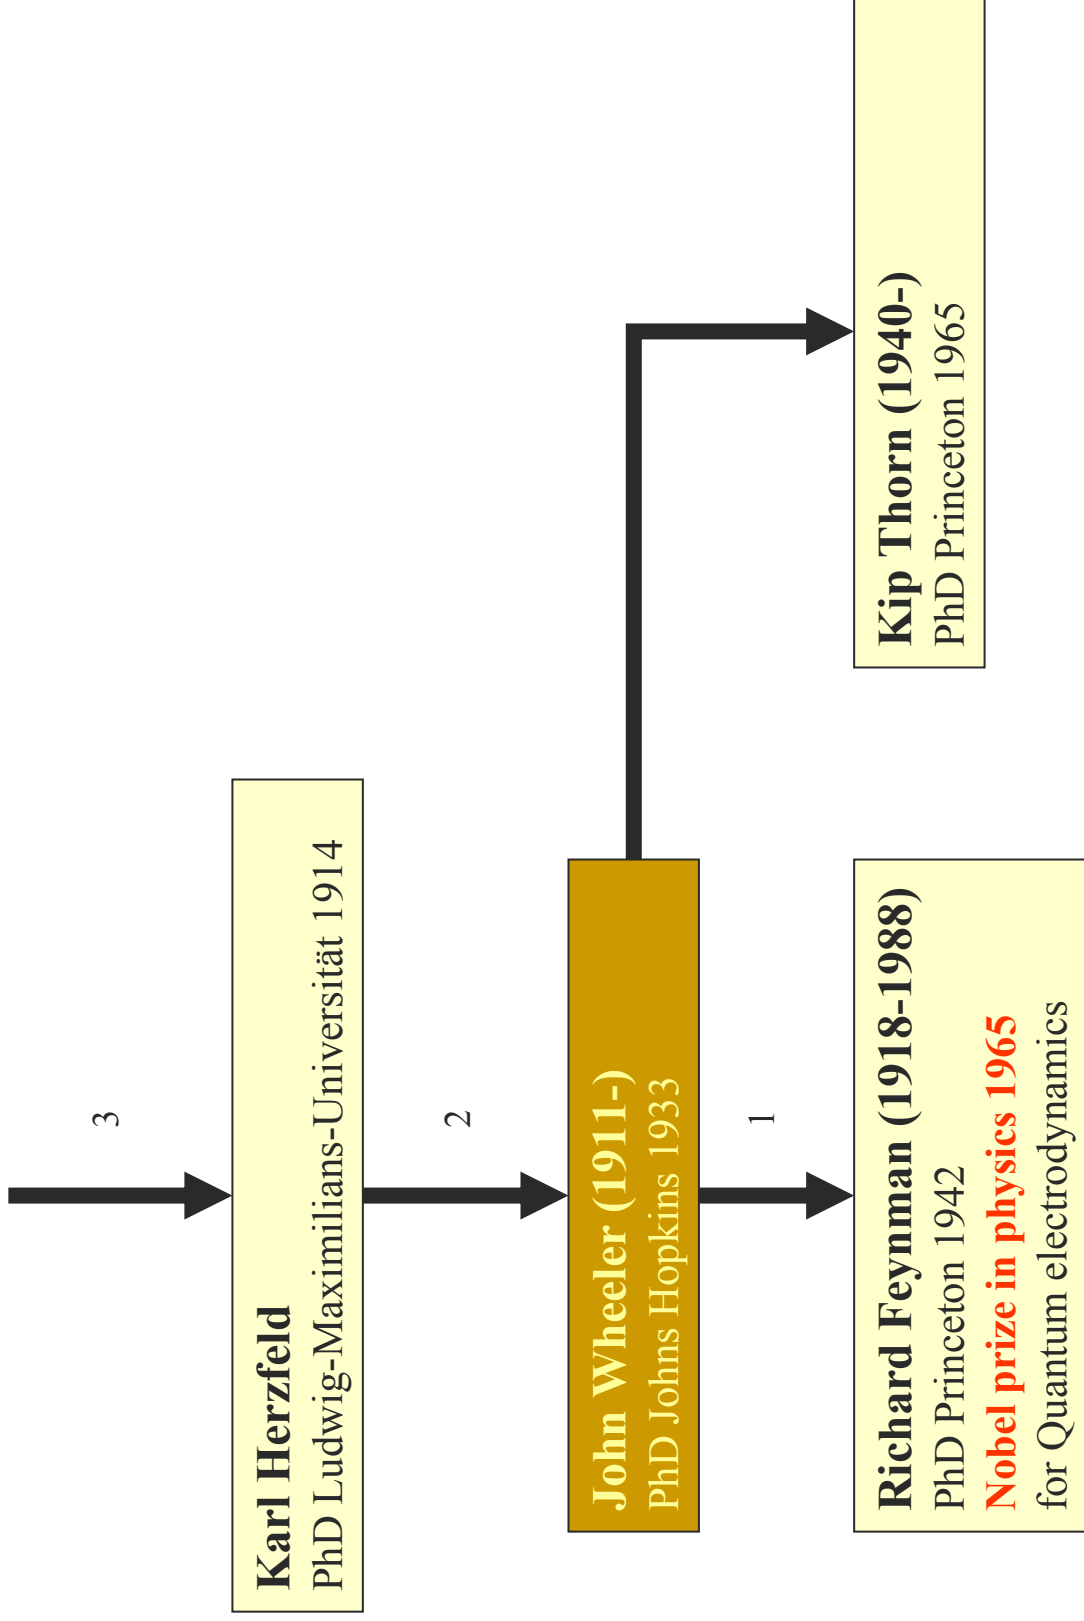 3
Karl Herzfeld
PhD Ludwig-Maximilians-Universität 1914
2
John Wheeler (1911-)
PhD Johns Hopkins 1933
1
Richard Feynman (1918-1988)
PhD Princeton 1942
Nobel prize in physics 1965
for Quantum electrodynamics
Kip Thorn (1940-)
PhD Princeton 1965